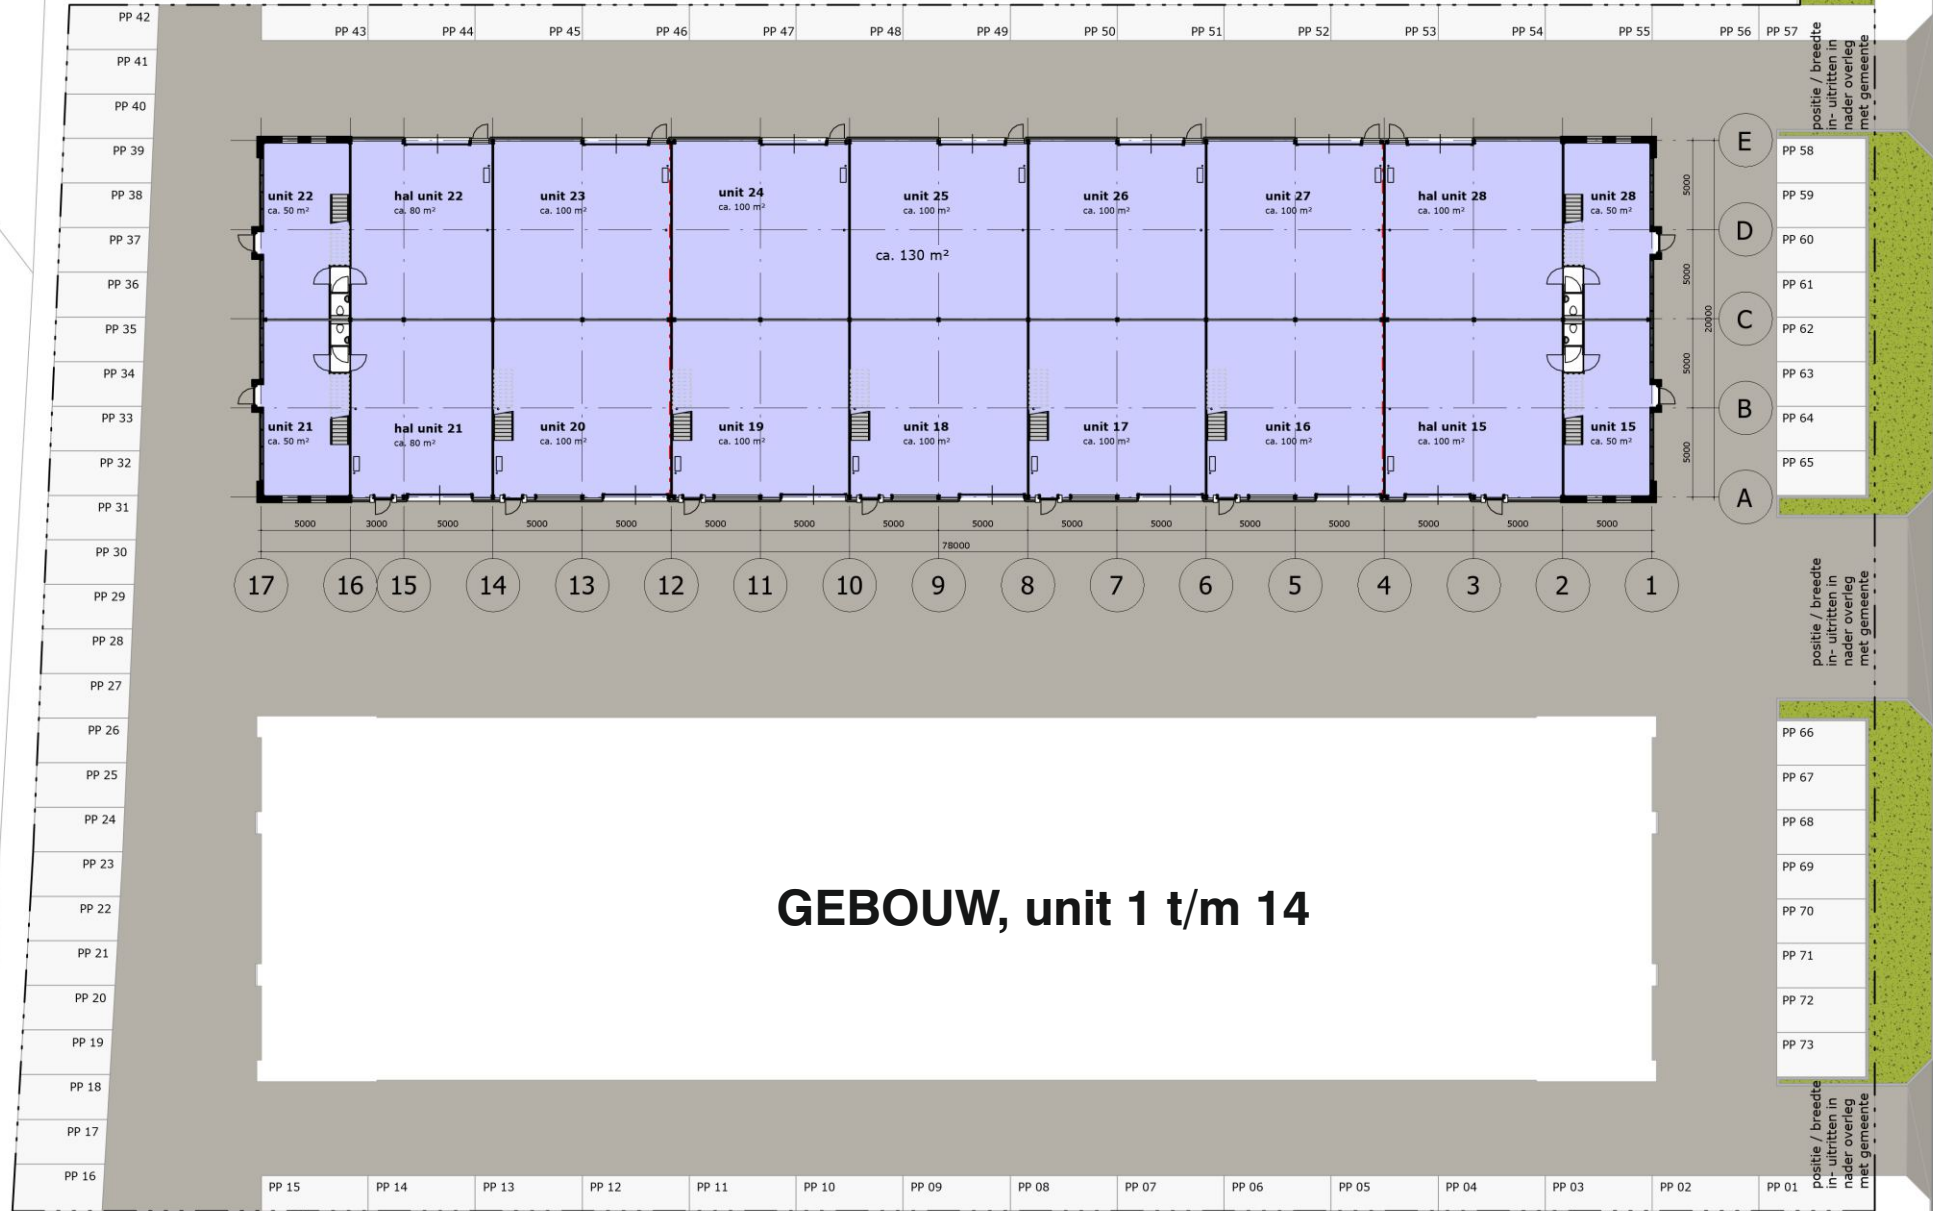 PP 42
PP 43
PP 44
PP 45
PP 46
PP 47
PP 48
PP 49
PP 50
PP 51
PP 52
PP 53
PP 54
PP 55
PP 56
PP 57
positie / breedte
in- uitritten in
nader overleg
met gemeente
PP 41
PP 40
PP 39
PP 38
PP 37
PP 36
PP 35
PP 34
PP 33
PP 32
PP 31
PP 30
PP 29
PP 28
PP 27
PP 26
PP 25
PP 24
PP 23
PP 22
PP 21
PP 20
PP 19
PP 18
PP 17
PP 16
unit 22
ca. 50 m²
hal unit 22
ca. 80 m²
unit 23
ca. 100 m²
unit 24
ca. 100 m²
unit 25
ca. 100 m²
unit 26
ca. 100 m²
unit 27
ca. 100 m²
hal unit 28
ca. 100 m²
unit 28
ca. 50 m²
ca. 130 m²
unit 21
ca. 50 m²
hal unit 21
ca. 80 m²
unit 20
ca. 100 m²
unit 19
ca. 100 m²
unit 18
ca. 100 m²
unit 17
ca. 100 m²
unit 16
ca. 100 m²
hal unit 15
ca. 100 m²
unit 15
ca. 50 m²
E
D
C
B
A
5000
5000
5000
5000
20000
5000
3000
5000
5000
5000
5000
5000
5000
5000
5000
5000
5000
5000
5000
5000
5000
78000
17
16
15
14
13
12
11
10
9
8
7
6
5
4
3
2
1
PP 58
PP 59
PP 60
PP 61
PP 62
PP 63
PP 64
PP 65
positie / breedte
in- uitritten in
nader overleg
met gemeente
GEBOUW, unit 1 t/m 14
PP 66
PP 67
PP 68
PP 69
PP 70
PP 71
PP 72
PP 73
positie / breedte
in- uitritten in
nader overleg
met gemeente
PP 15
PP 14
PP 13
PP 12
PP 11
PP 10
PP 09
PP 08
PP 07
PP 06
PP 05
PP 04
PP 03
PP 02
PP 01